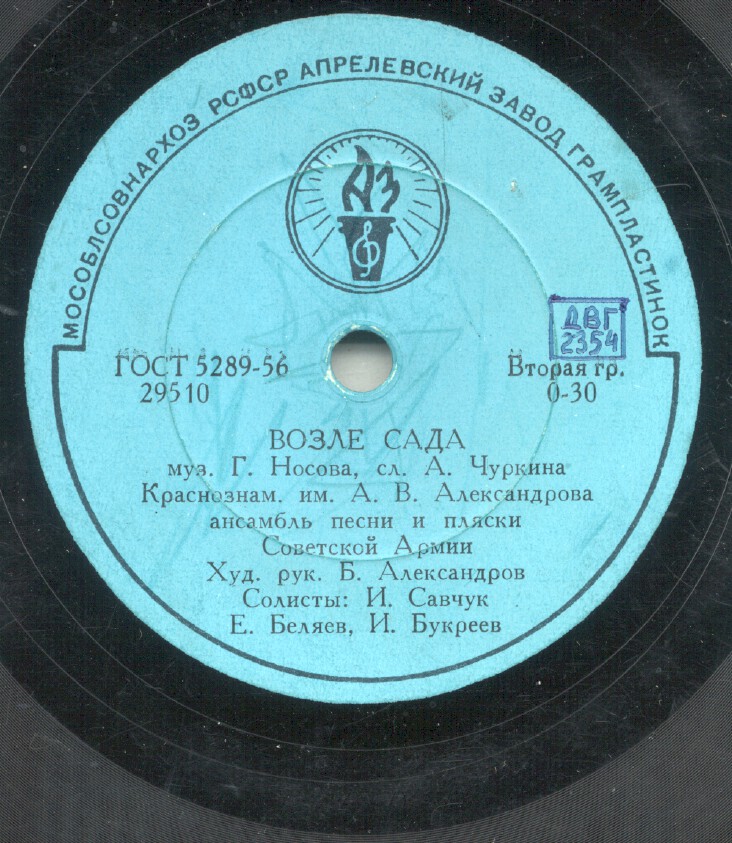 МОСОБЛСОВНАРХОЗ РСФСР АПРЕЛЕВСКИЙ ЗАВОД ГРАМПЛАСТИНОК
АЗ
ДВГ
2354
ГОСТ 5289-56
29510
Вторая гр.
0-30
ВОЗЛЕ САДА
муз. Г. Носова, сл. А. Чуркина
Краснознам. им. А. В. Александрова
ансамбль песни и пляски
Советской Армии
Худ. рук. Б. Александров
Солисты: И. Савчук
Е. Беляев, И. Букреев